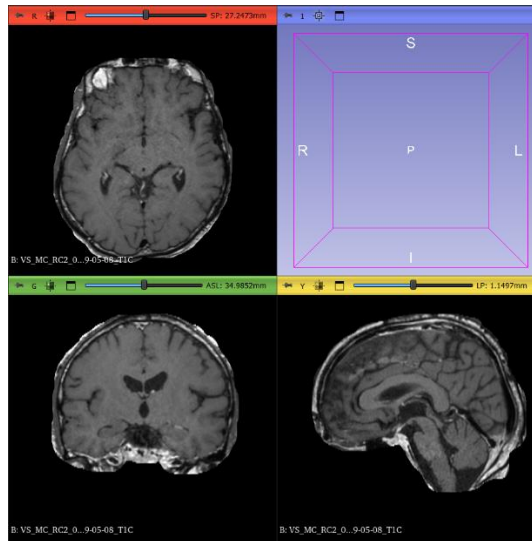 R SP: 27.2473mm
1
S
R P L
I
B: VS_MC_RC2_0...9-05-08_T1C
G ASL: 34.9852mm
Y LP: 1.1497mm
B: VS_MC_RC2_0...9-05-08_T1C
B: VS_MC_RC2_0...9-05-08_T1C